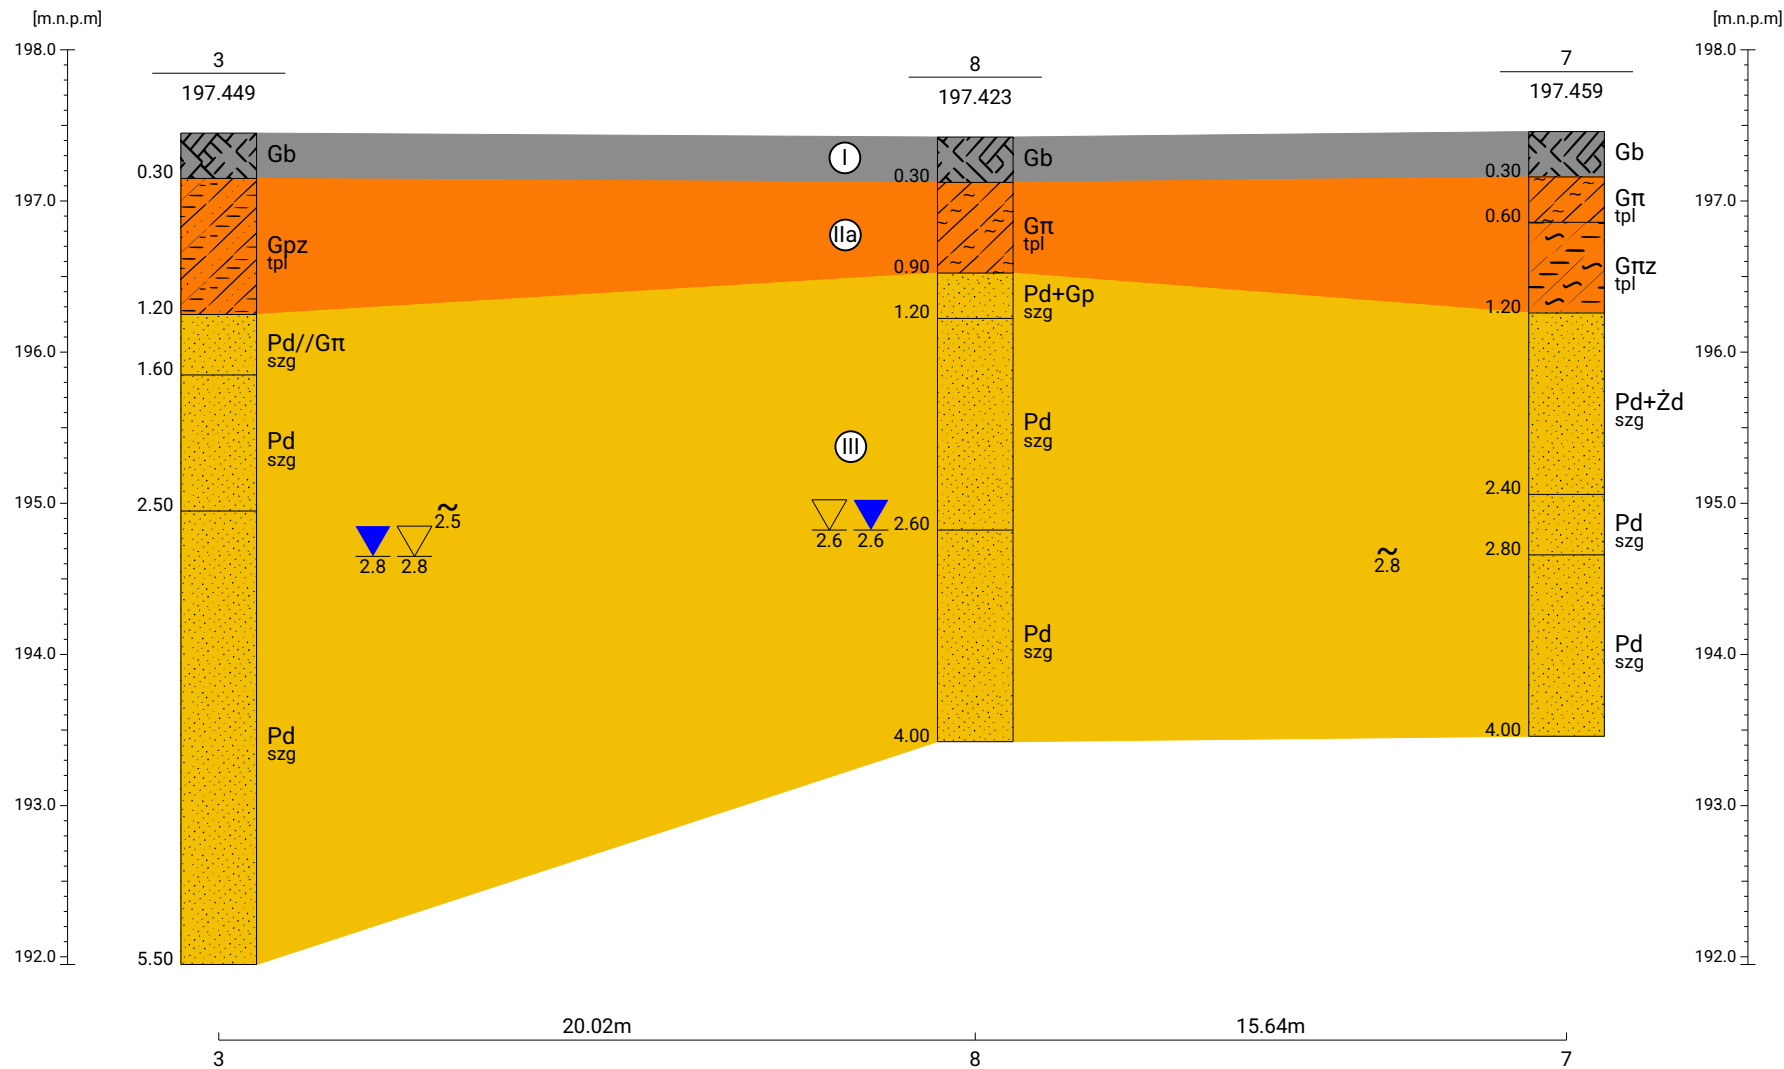 [m.n.p.m]
[m.n.p.m]
198.0
3
197.449
8
197.423
7
197.459
198.0
Gb
I
Gb
Gb
0.30
0.30
0.30
197.0
197.0
Gπ
tpl
0.60
IIa
Gπ
tpl
Gpz
tpl
Gπz
tpl
0.90
1.20
Pd+Gp
szg
1.20
1.20
Pd//Gπ
szg
196.0
196.0
1.60
Pd+Żd
szg
Pd
szg
Pd
szg
III
2.40
195.0
195.0
2.50
~
2.5
2.60
Pd
szg
2.6
2.6
2.8
2.8
~
2.8
2.80
Pd
szg
Pd
szg
194.0
194.0
Pd
szg
4.00
4.00
193.0
193.0
192.0
192.0
5.50
20.02m
15.64m
3
8
7